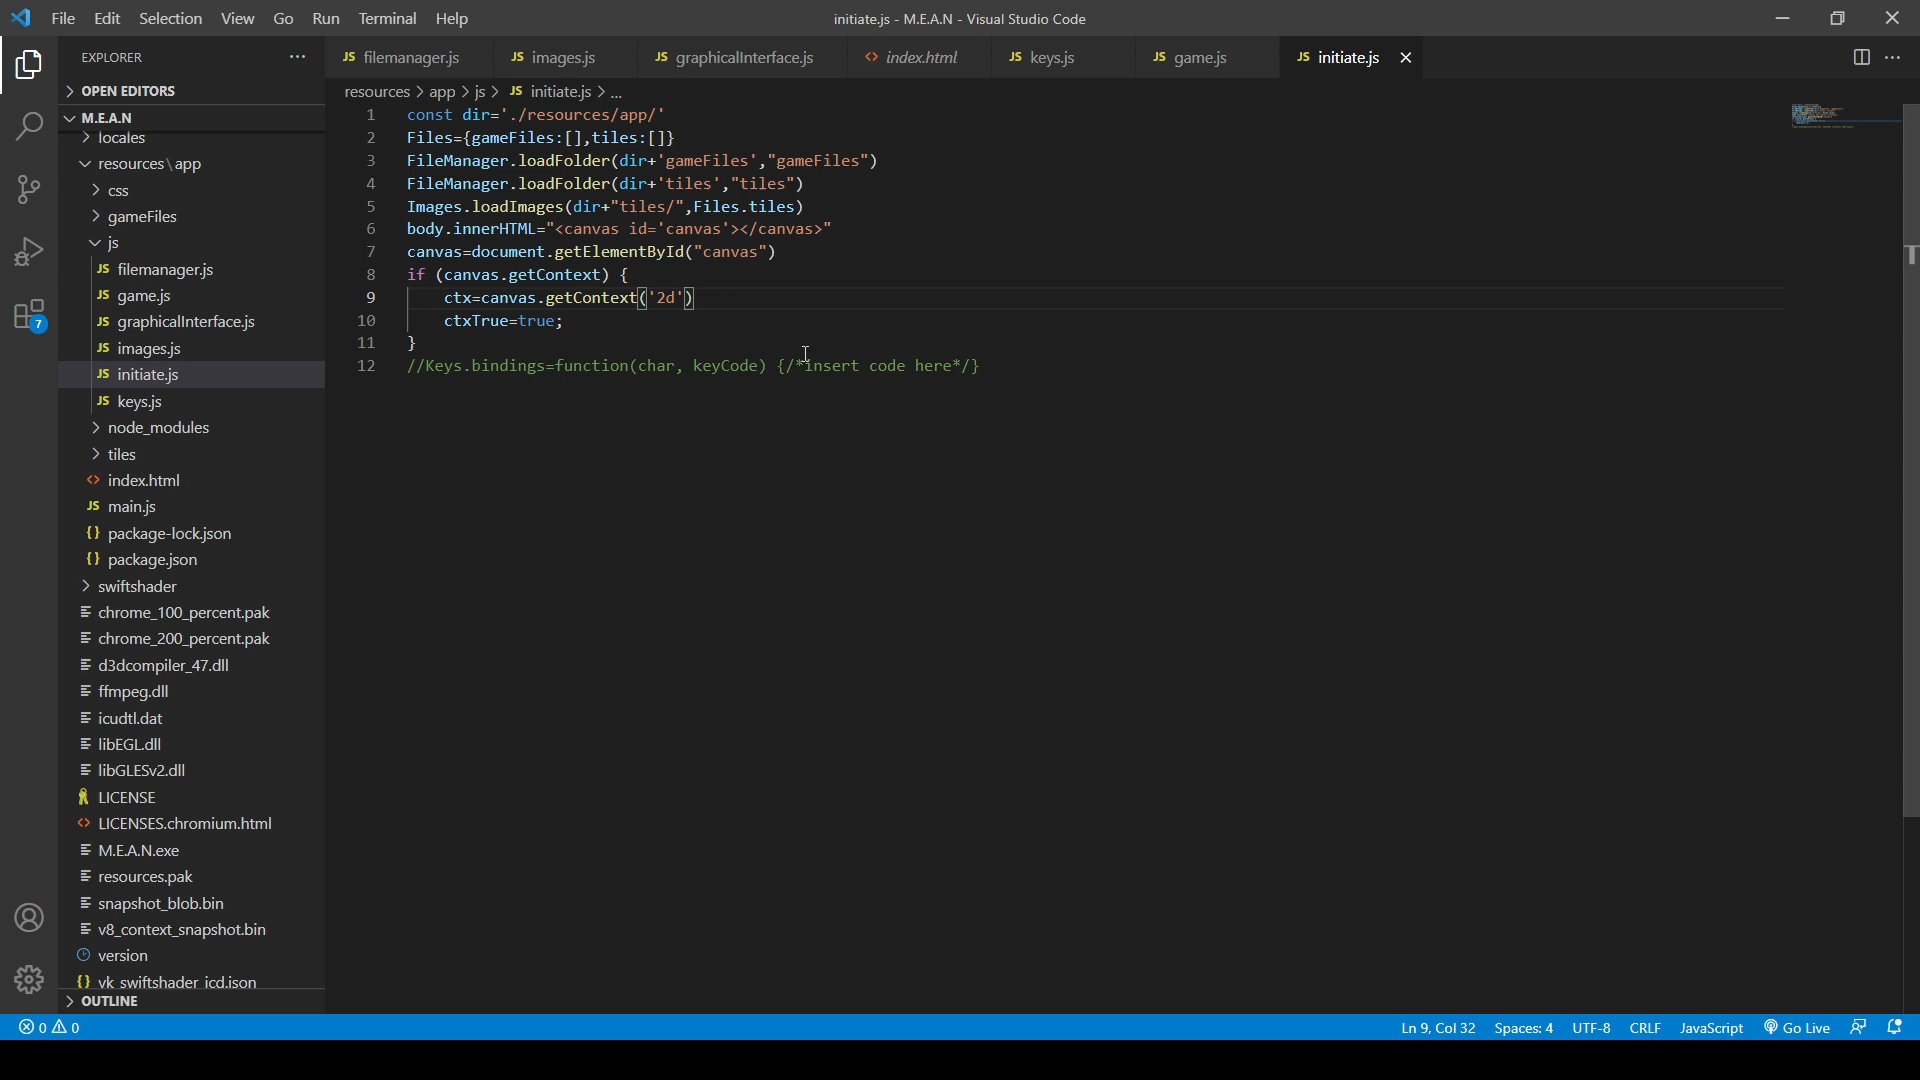 File Edit Selection View Go Run Terminal Help
initiate.js - M.E.A.N - Visual Studio Code
EXPLORER
OPEN EDITORS
M.E.A.N
locales
resources\app
css
gameFiles
js
JS filemanager.js
JS game.js
JS graphicalInterface.js
JS images.js
JS initiate.js
JS keys.js
node_modules
tiles
<> index.html
JS main.js
{} package-lock.json
{} package.json
swiftshader
chrome_100_percent.pak
chrome_200_percent.pak
d3dcompiler_47.dll
ffmpeg.dll
icudtl.dat
libEGL.dll
libGLESv2.dll
LICENSE
<> LICENSES.chromium.html
M.E.A.N.exe
resources.pak
snapshot_blob.bin
v8_context_snapshot.bin
version
{} vk_swiftshader_icd.json
OUTLINE
7
JS filemanager.js JS images.js JS graphicalInterface.js <> index.html JS keys.js JS game.js JS initiate.js
resources > app > js > JS initiate.js > ...
1 const dir='./resources/app/'
2 Files={gameFiles:[],tiles:[]}
3 FileManager.loadFolder(dir+'gameFiles',"gameFiles")
4 FileManager.loadFolder(dir+'tiles',"tiles")
5 Images.loadImages(dir+"tiles/",Files.tiles)
6 body.innerHTML="<canvas id='canvas'></canvas>"
7 canvas=document.getElementById("canvas")
8 if (canvas.getContext) {
9 ctx=canvas.getContext('2d')
10 ctxTrue=true;
11 }
12 //Keys.bindings=function(char, keyCode) {/*insert code here*/}
0 0
Ln 9, Col 32 Spaces: 4 UTF-8 CRLF JavaScript Go Live